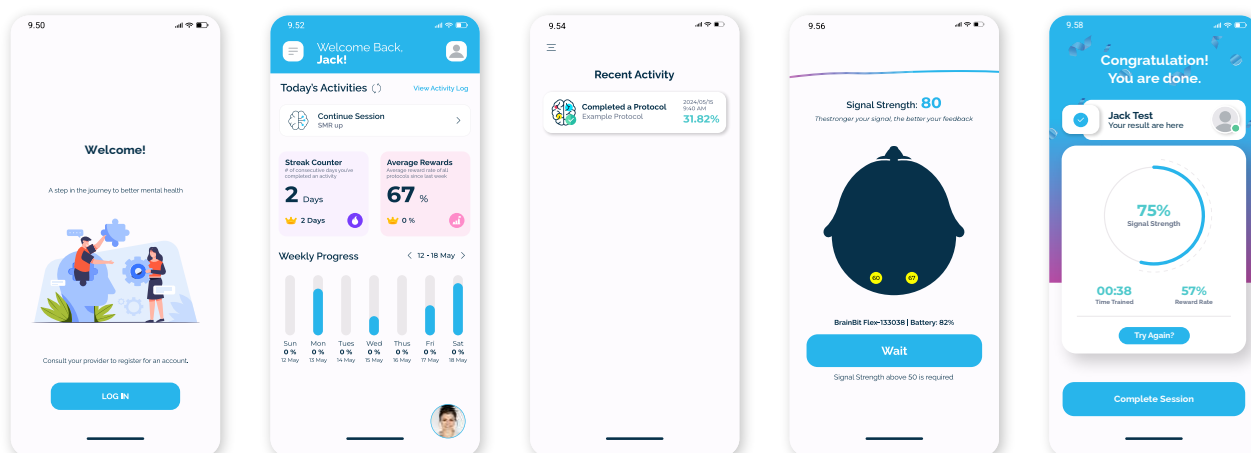 9.50
Welcome!
A step in the journey to better mental health
Consult your provider to register for an account.
LOG IN
9.52
Welcome Back,
Jack!
Today's Activities
View Activity Log
Continue Session
SMR up
Streak Counter
# of consecutive days you've
completed an activity
2 Days
2 Days
Average Rewards
Average reward rate of all
protocols since last week
67 %
0 %
Weekly Progress
12 - 18 May
Sun Mon Tues Wed Thus Fri Sat
0 % 0 % 0 % 0 % 0 % 0 % 0 %
12 May 13 May 14 May 15 May 16 May 17 May 18 May
9.54
Recent Activity
Completed a Protocol
Example Protocol
2024/05/15
9:40 AM
31.82%
9.56
Signal Strength: 80
Thestronger your signal, the better your feedback
60 67
BrainBit Flex-133038 | Battery: 82%
Wait
Signal Strength above 50 is required
9.58
Congratulation!
You are done.
Jack Test
Your result are here
75%
Signal Strength
00:38 57%
Time Trained Reward Rate
Try Again?
Complete Session